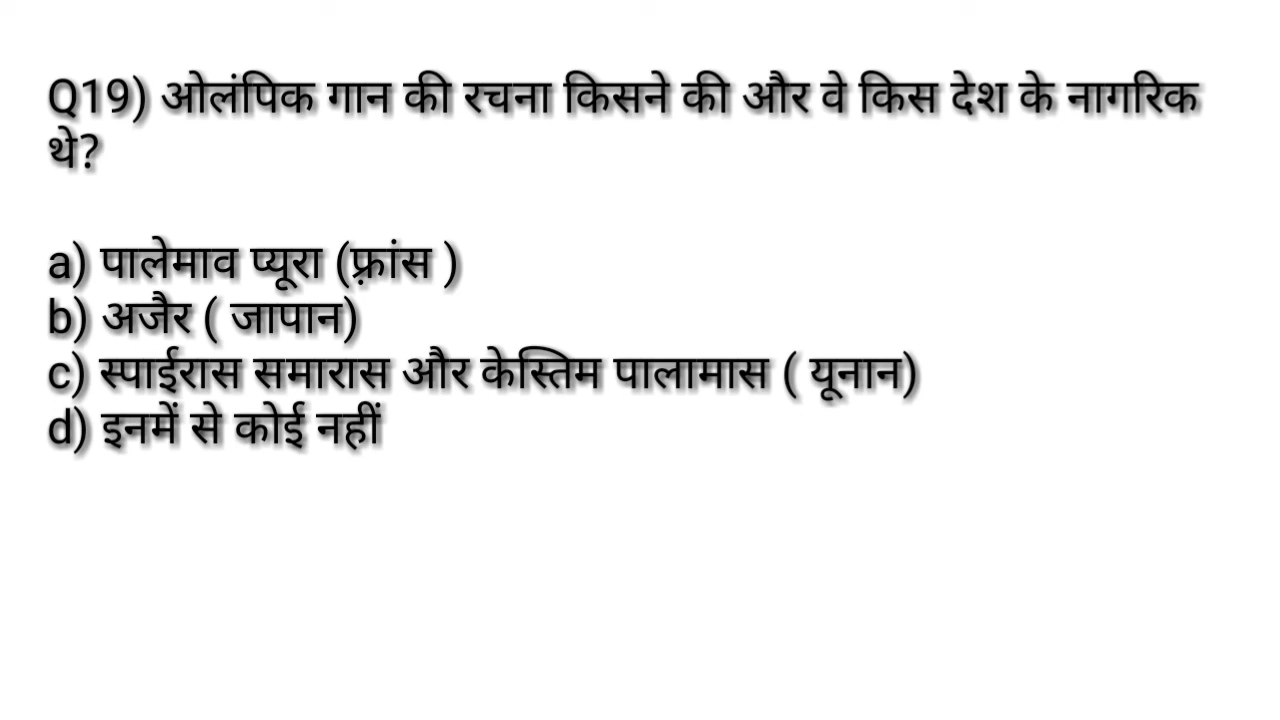 Q19) ओलंपिक गान की रचना किसने की और वे किस देश के नागरिक
थे?
a) पालेमाव प्यूरा (फ़्रांस )
b) अजैर ( जापान)
c) स्पाईरास समारास और केस्तिम पालामास ( यूनान)
d) इनमें से कोई नहीं